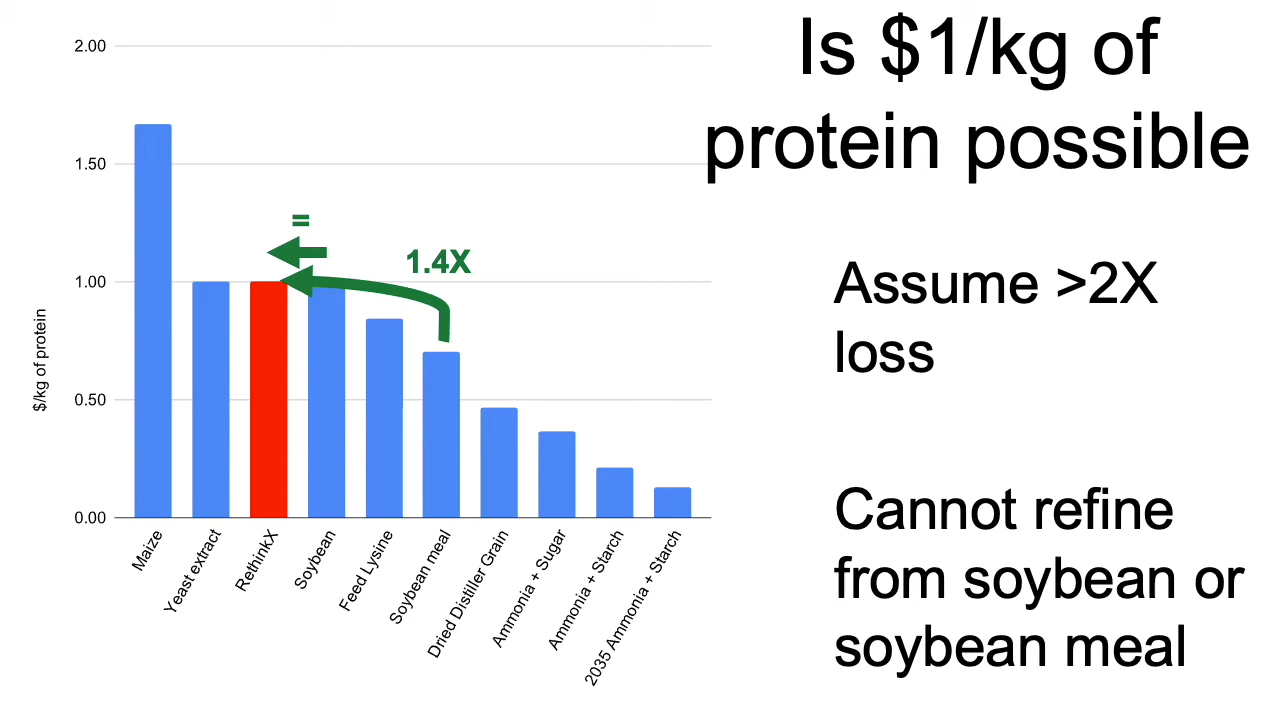 Is $1/kg of
protein possible
2.00
1.50
1.00
0.50
0.00
$/kg of protein
=
1.4X
Maize
Yeast extract
RethinkX
Soybean
Feed Lysine
Soybean meal
Dried Distiller Grain
Ammonia + Sugar
Ammonia + Starch
2035 Ammonia + Starch
Assume >2X
loss
Cannot refine
from soybean or
soybean meal